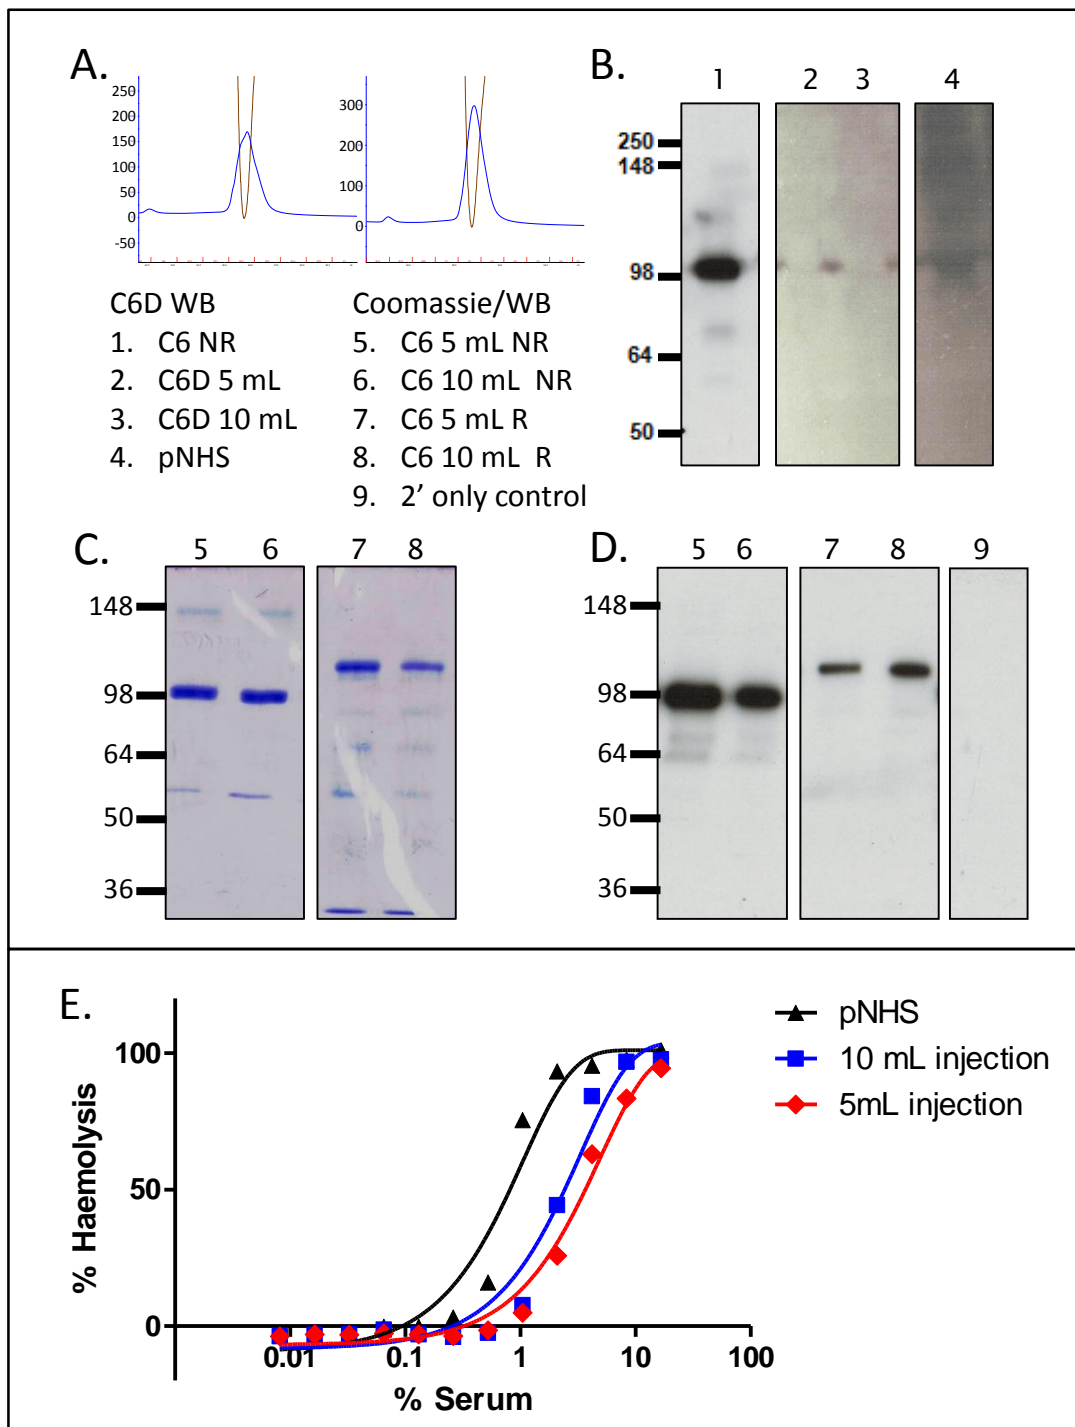 A.
250
200
150
100
50
0
-50
300
200
100
0
C6D WB
1. C6 NR
2. C6D 5 mL
3. C6D 10 mL
4. pNHS
Coomassie/WB
5. C6 5 mL NR
6. C6 10 mL NR
7. C6 5 mL R
8. C6 10 mL R
9. 2' only control
B.
1 2 3 4
250
148
98
64
50
C.
5 6 7 8
148
98
64
50
36
D.
5 6 7 8 9
148
98
64
50
36
E.
% Haemolysis
100
50
0
0.01 0.1 1 10 100
% Serum
pNHS
10 mL injection
5mL injection